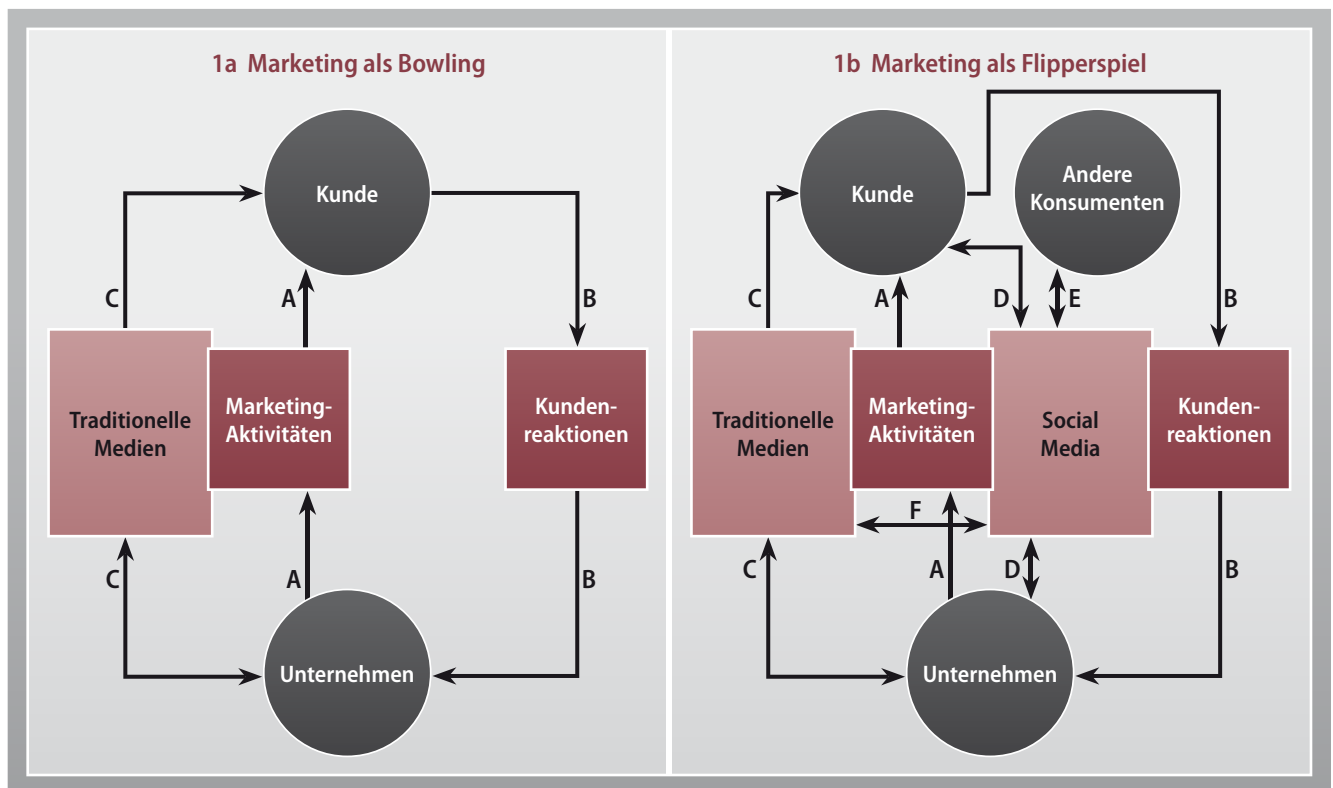 1a Marketing als Bowling
Kunde
C
A
B
Traditionelle
Medien
Marketing-
Aktivitäten
Kunden-
reaktionen
C
A
B
Unternehmen
1b Marketing als Flipperspiel
Kunde
Andere
Konsumenten
C
A
D
E
B
Traditionelle
Medien
Marketing-
Aktivitäten
Social
Media
Kunden-
reaktionen
F
C
A
D
B
Unternehmen